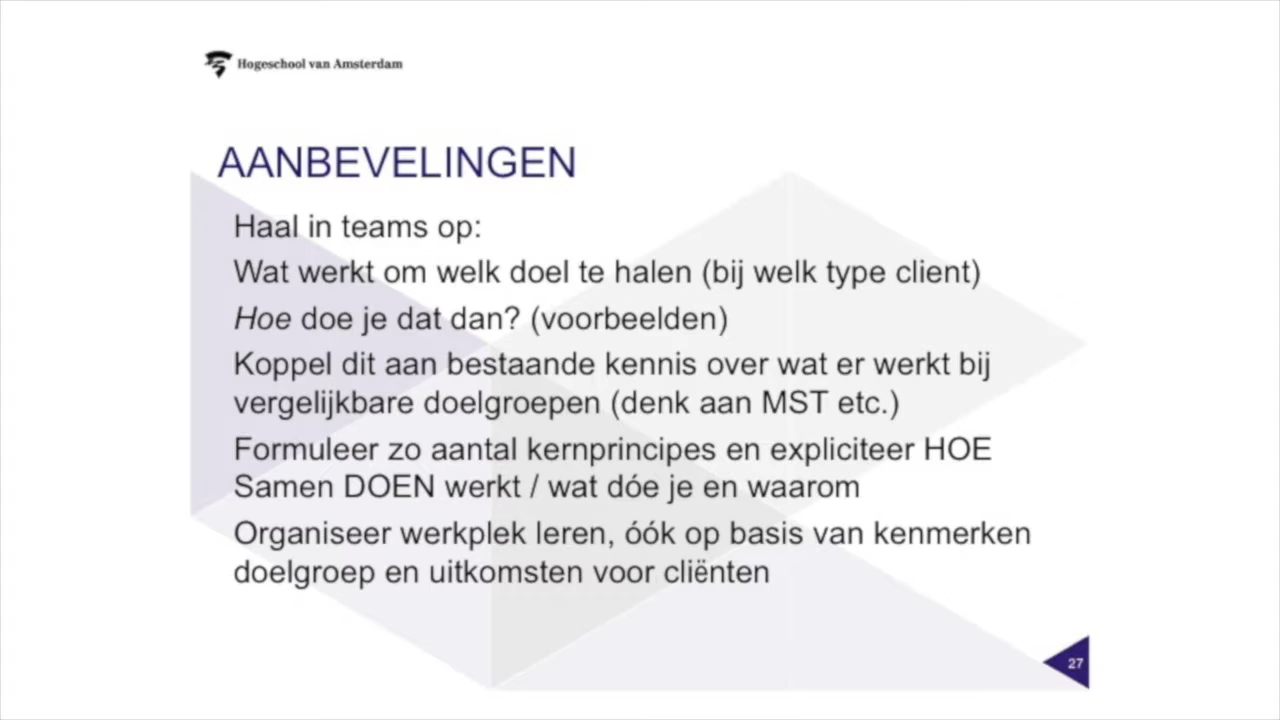 Hogeschool van Amsterdam
AANBEVELINGEN
Haal in teams op:
Wat werkt om welk doel te halen (bij welk type client)
Hoe doe je dat dan? (voorbeelden)
Koppel dit aan bestaande kennis over wat er werkt bij
vergelijkbare doelgroepen (denk aan MST etc.)
Formuleer zo aantal kernprincipes en expliciteer HOE
Samen DOEN werkt / wat dóe je en waarom
Organiseer werkplek leren, óók op basis van kenmerken
doelgroep en uitkomsten voor cliënten
27